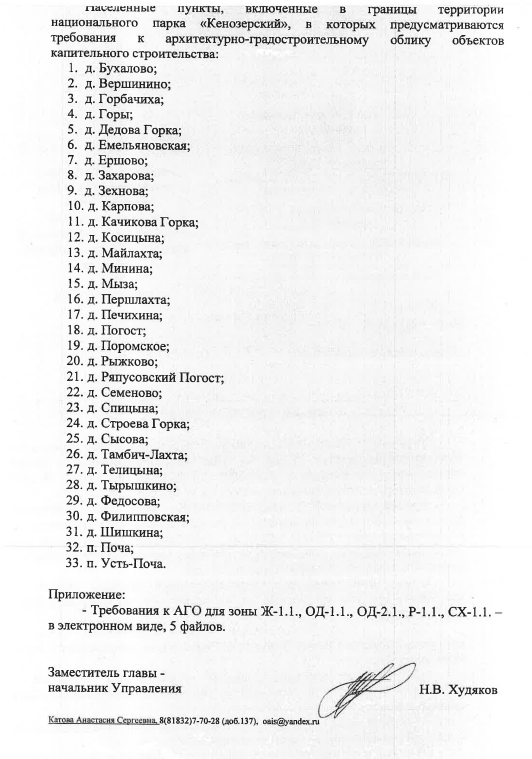 Населенные пункты, включенные в границы территории
национального парка «Кенозерский», в которых предусматриваются
требования к архитектурно-градостроительному облику объектов
капительного строительства:
1. д. Бухалово;
2. д. Вершинино;
3. д. Горбачиха;
4. д. Горы;
5. д. Дедова Горка;
6. д. Емельяновская;
7. д. Ершово;
8. д. Захарова;
9. д. Зехнова;
10. д. Карпова;
11. д. Качикова Горка;
12. д. Косицына;
13. д. Майлахта;
14. д. Минина;
15. д. Мыза;
16. д. Першлахта;
17. д. Печихина;
18. д. Погост;
19. д. Поромское;
20. д. Рыжково;
21. д. Ряпусовский Погост;
22. д. Семеново;
23. д. Спицына;
24. д. Строева Горка;
25. д. Сысова;
26. д. Тамбич-Лахта;
27. д. Телицына;
28. д. Тырышкино;
29. д. Федосова;
30. д. Филипповская;
31. д. Шишкина;
32. п. Поча;
33. п. Усть-Поча.
Приложение:
- Требования к АГО для зоны Ж-1.1., ОД-1.1., ОД-2.1., Р-1.1., СХ-1.1. –
в электронном виде, 5 файлов.
Заместитель главы -
начальник Управления
Н.В. Худяков
Катова Анастасия Сергеевна, 8(81832)7-70-28 (доб.137), oais@yandex.ru